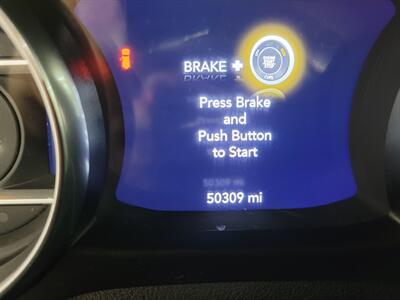 BRAKE +
Press Brake
and
Push Button
to Start
50309 mi